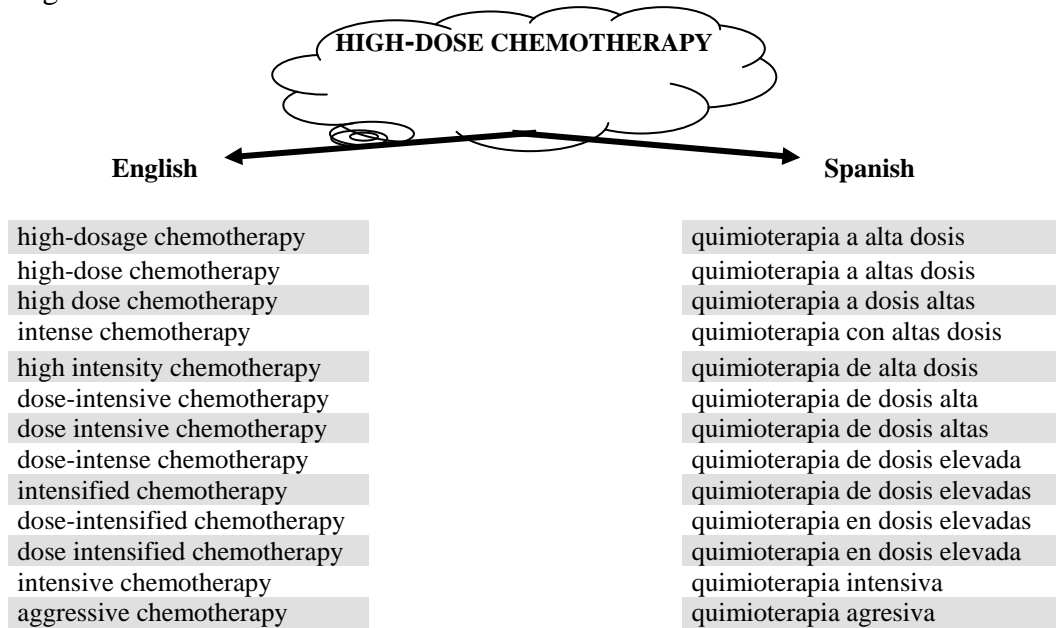 HIGH-DOSE CHEMOTHERAPY
English
Spanish
high-dosage chemotherapy
high-dose chemotherapy
high dose chemotherapy
intense chemotherapy
high intensity chemotherapy
dose-intensive chemotherapy
dose intensive chemotherapy
dose-intense chemotherapy
intensified chemotherapy
dose-intensified chemotherapy
dose intensified chemotherapy
intensive chemotherapy
aggressive chemotherapy
quimioterapia a alta dosis
quimioterapia a altas dosis
quimioterapia a dosis altas
quimioterapia con altas dosis
quimioterapia de alta dosis
quimioterapia de dosis alta
quimioterapia de dosis altas
quimioterapia de dosis elevada
quimioterapia de dosis elevadas
quimioterapia en dosis elevadas
quimioterapia en dosis elevada
quimioterapia intensiva
quimioterapia agresiva